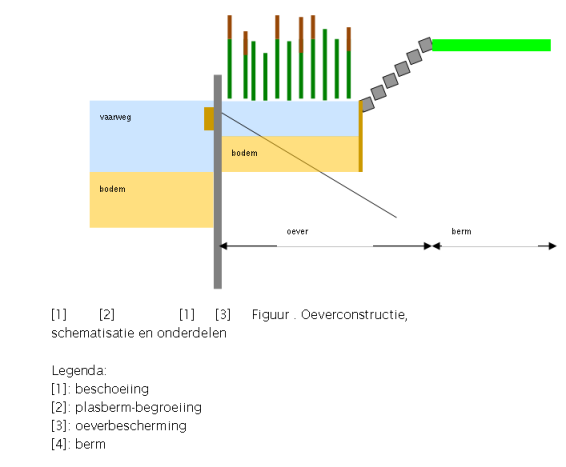 vaarweg
bodem
bodem
oever
berm
[1] [2] [1] [3] Figuur . Oeverconstructie,
schematisatie en onderdelen
Legenda:
[1]: beschoeiing
[2]: plasberm-begroeiing
[3]: oeverbescherming
[4]: berm